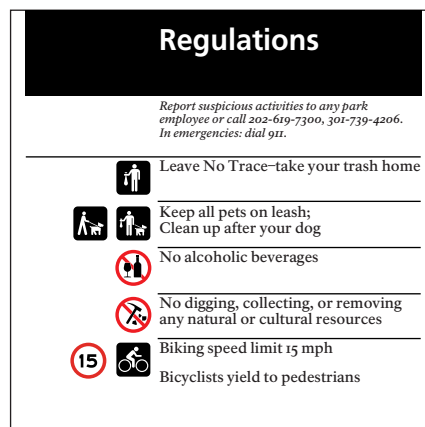 Regulations
Report suspicious activities to any park
employee or call 202-619-7300, 301-739-4206.
In emergencies: dial 911.
Leave No Trace–take your trash home
Keep all pets on leash;
Clean up after your dog
No alcoholic beverages
No digging, collecting, or removing
any natural or cultural resources
15
Biking speed limit 15 mph
Bicyclists yield to pedestrians